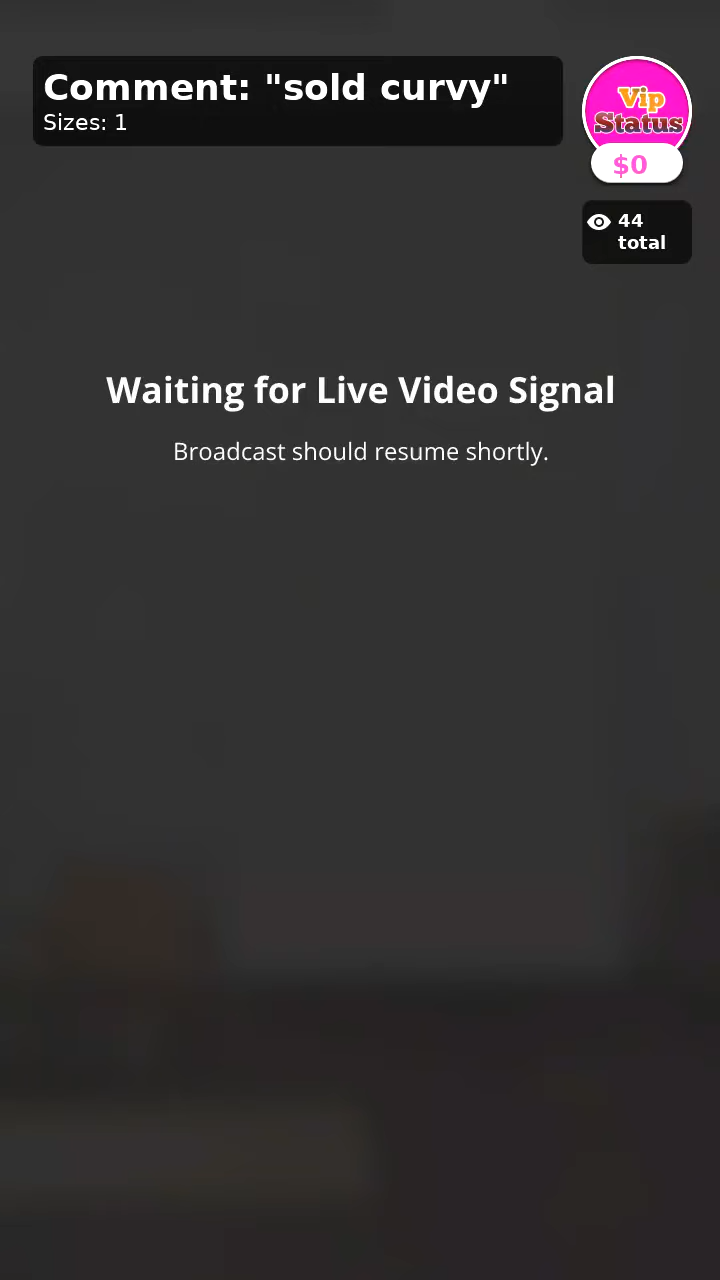 Comment: "sold curvy"
Sizes: 1
Vip
Status
$0
44
total
Waiting for Live Video Signal
Broadcast should resume shortly.